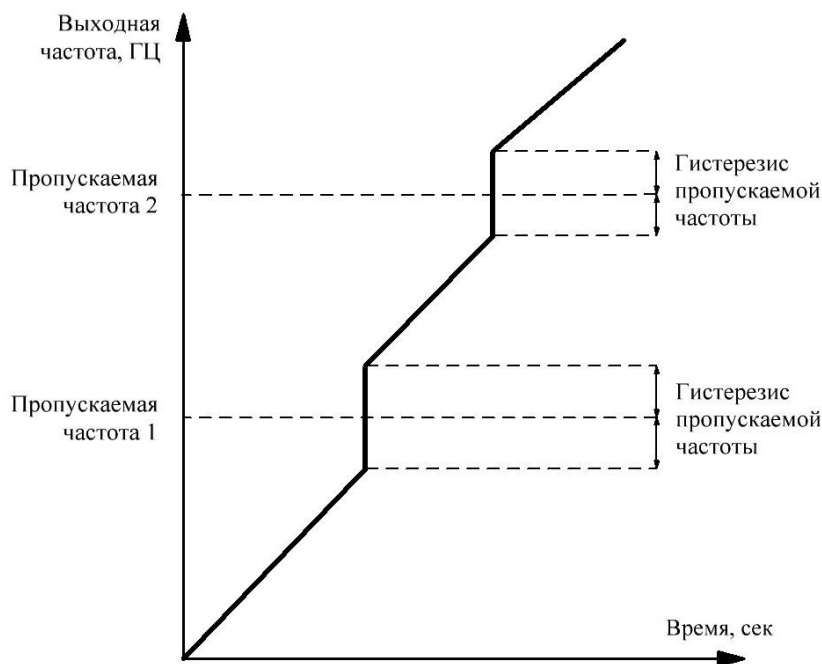 Выходная
частота, ГЦ
Пропускаемая
частота 2
Гистерезис
пропускаемой
частоты
Пропускаемая
частота 1
Гистерезис
пропускаемой
частоты
Время, сек